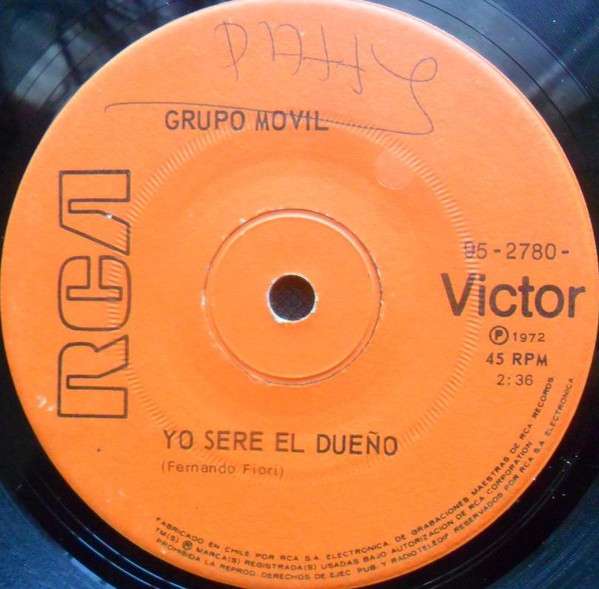 PATTY
GRUPO MOVIL
RCA
95-2780-
Victor
Ⓟ 1972
45 RPM
2:36
YO SERE EL DUEÑO
(Fernando Fiori)
FABRICADO EN CHILE POR RCA S.A. ELECTRONICA DE GRABACIONES MAESTRAS DE RCA RECORDS
TM(S) ® MARCA(S) REGISTRADA(S) USADAS BAJO AUTORIZACION DE RCA CORPORATION
PROHIBIDA LA REPROD. DERECHOS DE EJEC. PUB. Y RADIOTELEDIF. RESERVADOS POR RCA S.A. ELECTRONICA